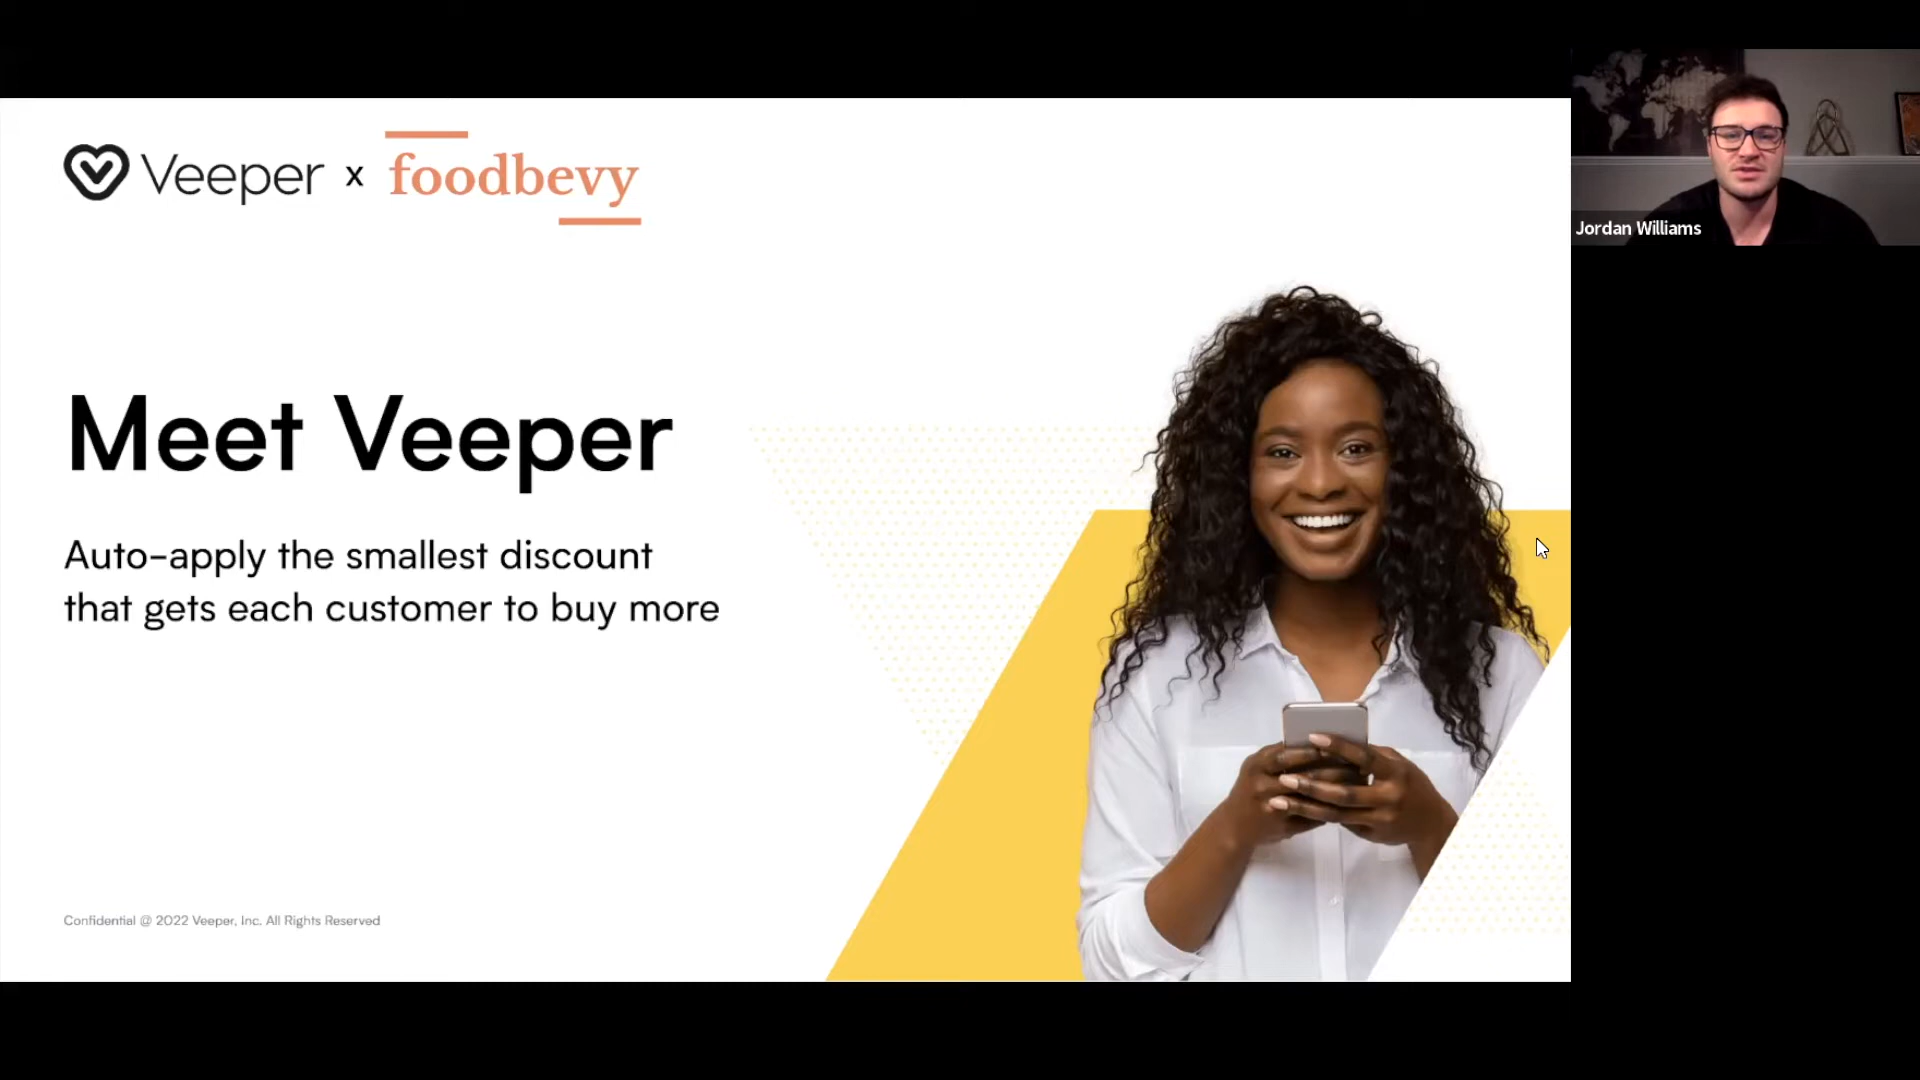 Veeper x foodbevy
Jordan Williams
Meet Veeper
Auto-apply the smallest discount
that gets each customer to buy more
Confidential @ 2022 Veeper, Inc. All Rights Reserved